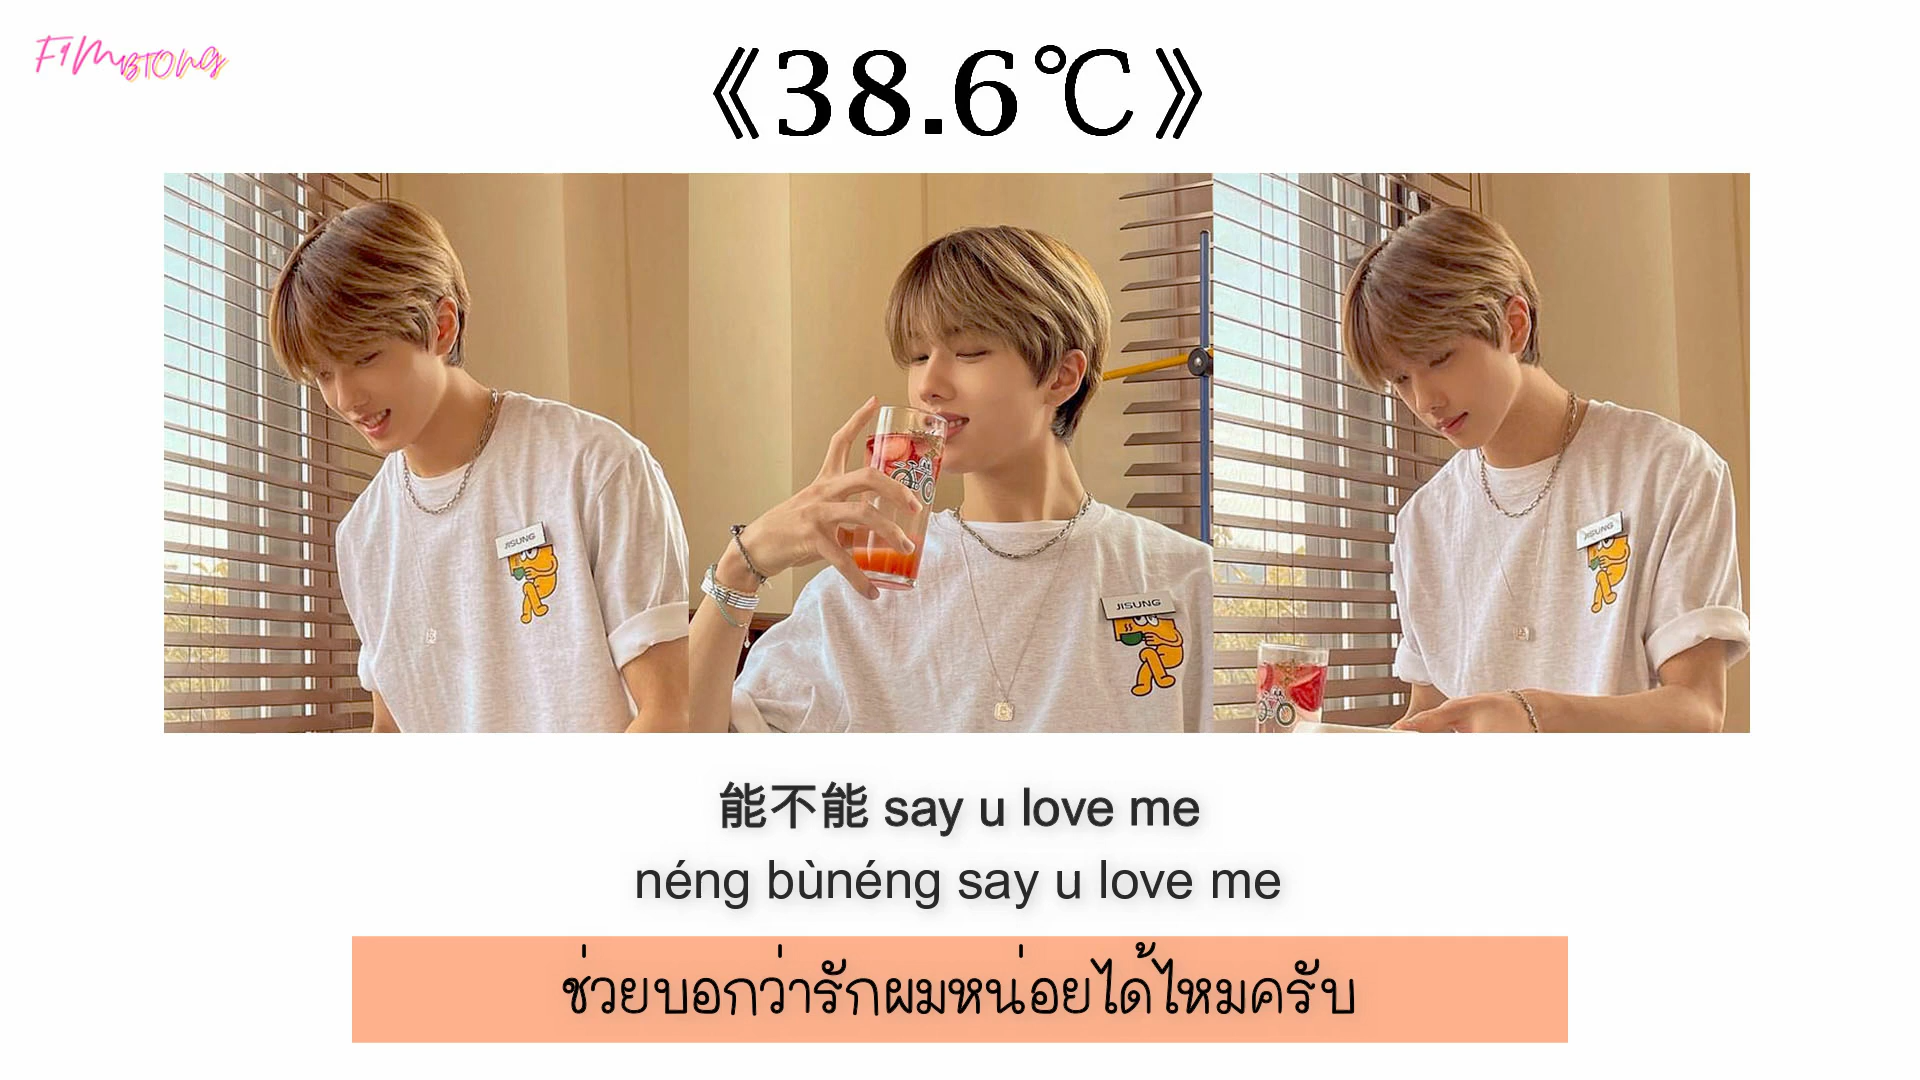 F9MBTONG
《38.6℃》
JISUNG
JISUNG
JISUNG
能不能 say u love me
néng bùnéng say u love me
ช่วยบอกว่ารักผมหน่อยได้ไหมครับ